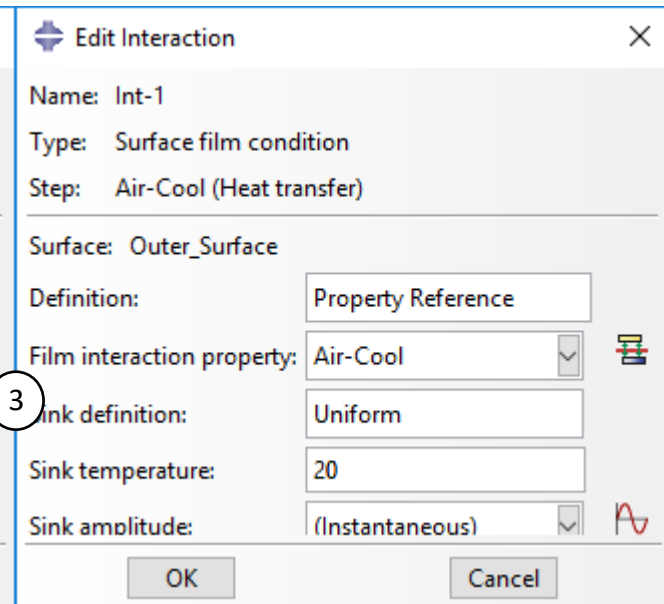 Edit Interaction
Name: Int-1
Type: Surface film condition
Step: Air-Cool (Heat transfer)
Surface: Outer_Surface
Definition: Property Reference
Film interaction property: Air-Cool
3
ink definition: Uniform
Sink temperature: 20
Sink amplitude: (Instantaneous)
OK Cancel